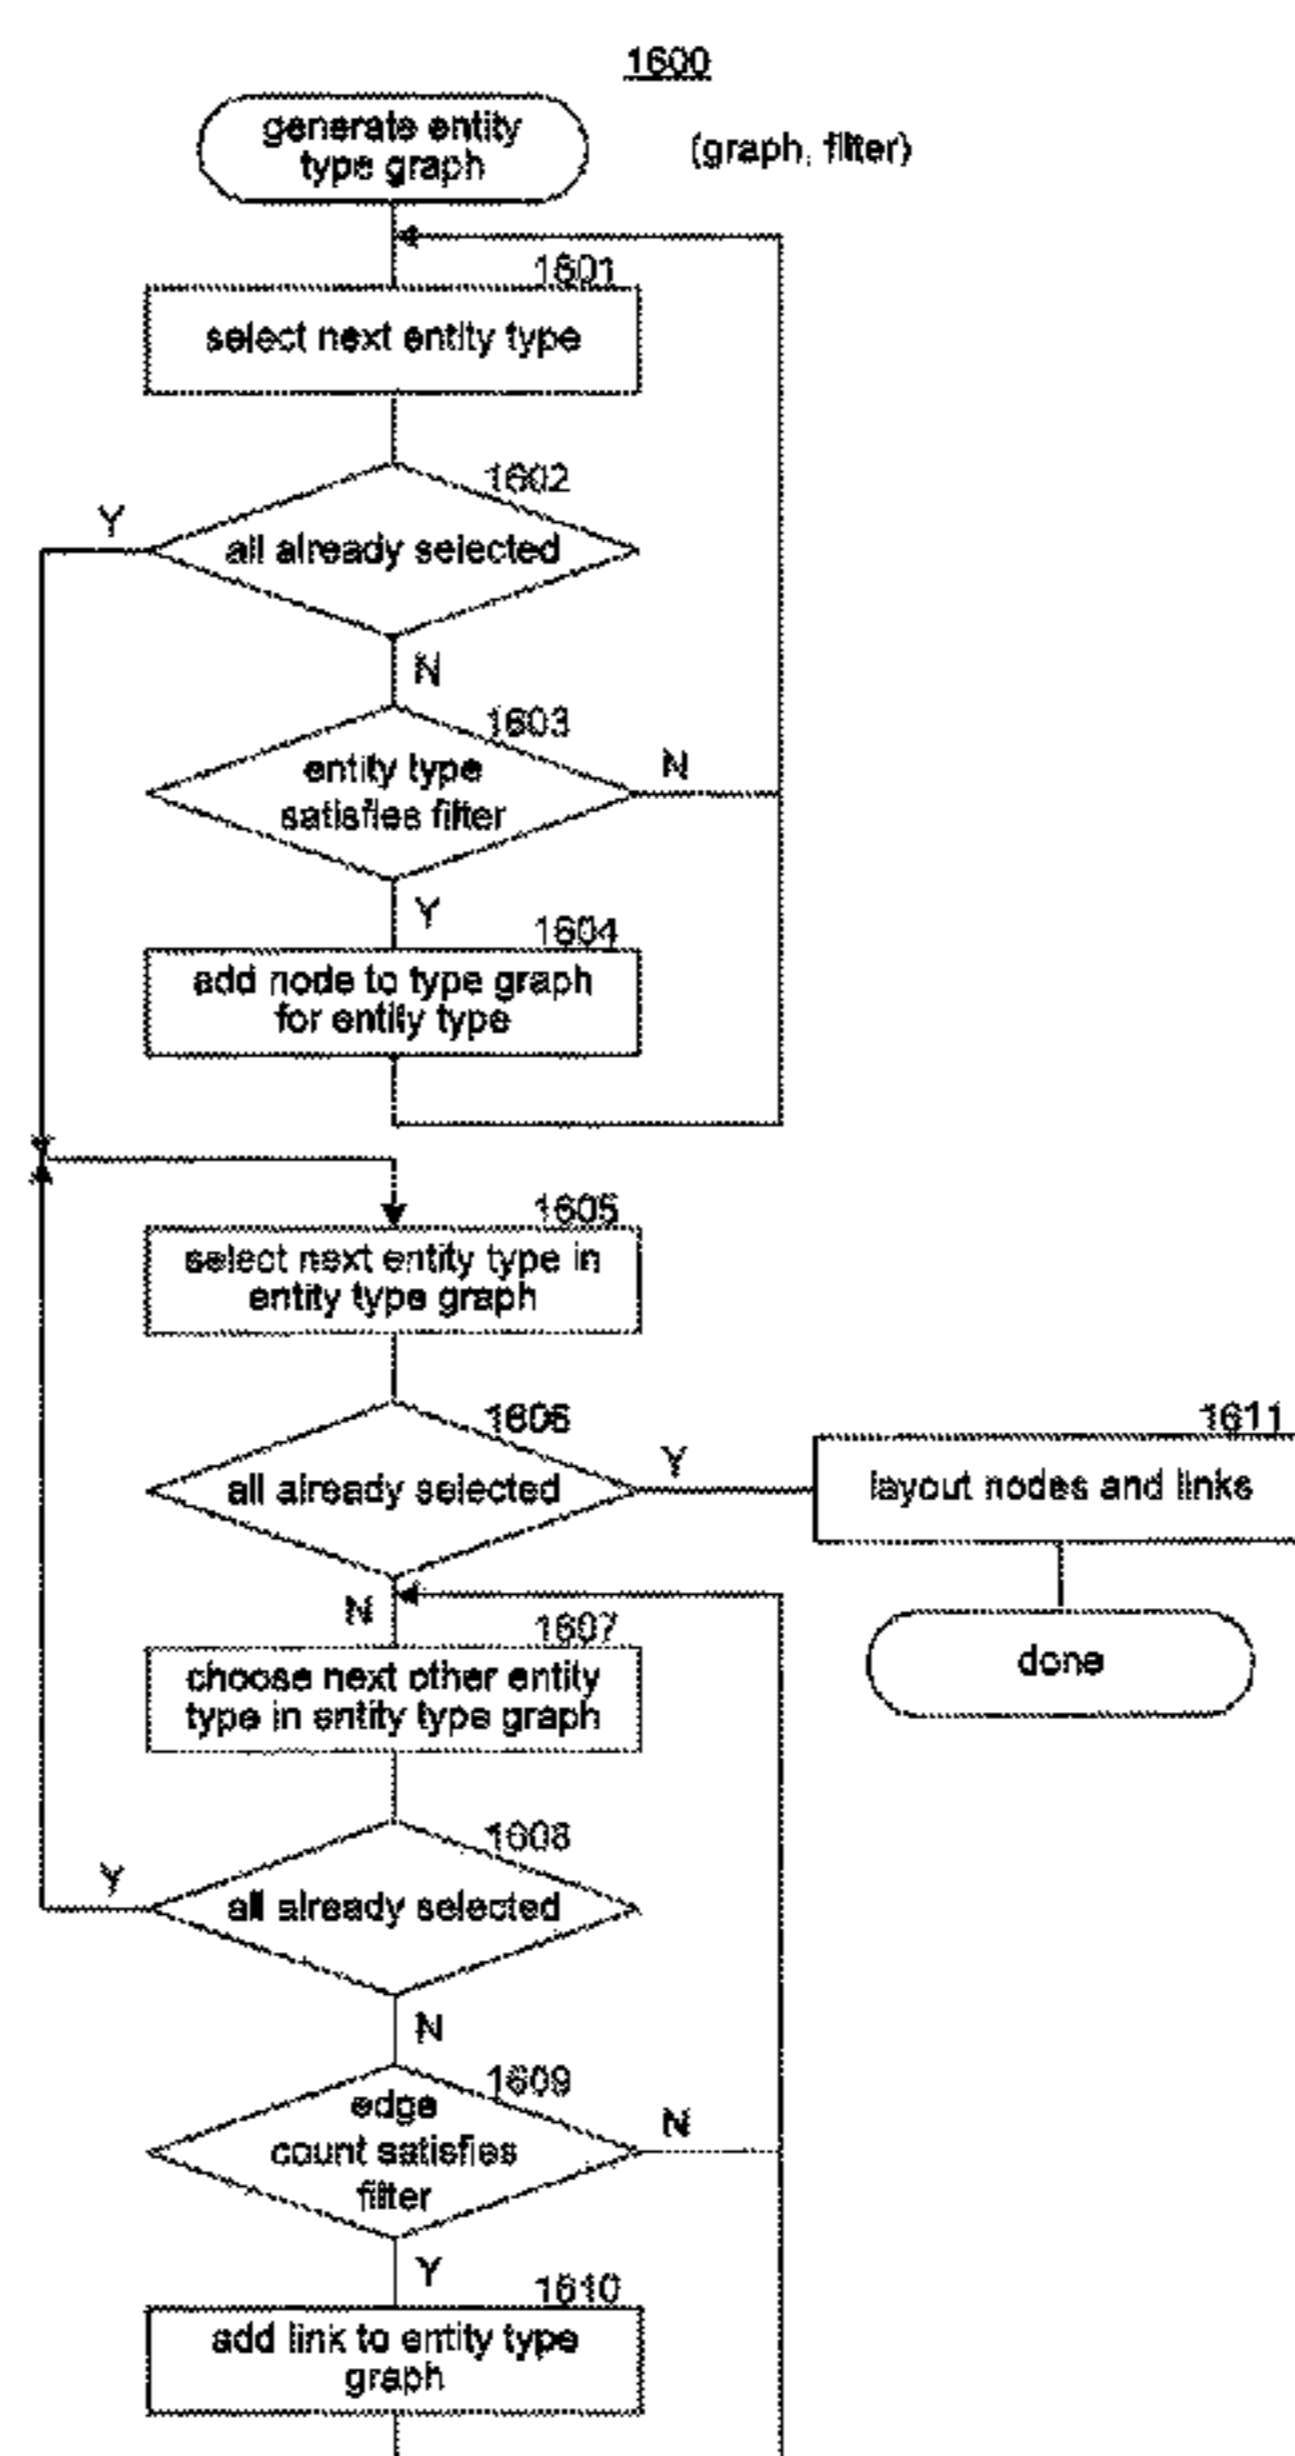 1600
generate entity
type graph
(graph, filter)
1601
select next entity type
1602
Y
all already selected
N
1603
entity type
satisfies filter
N
Y
1604
add node to type graph
for entity type
1605
select next entity type in
entity type graph
1606
all already selected
Y
1611
layout nodes and links
N
done
1607
choose next other entity
type in entity type graph
1608
Y
all already selected
N
1609
edge
count satisfies
filter
N
Y
1610
add link to entity type
graph